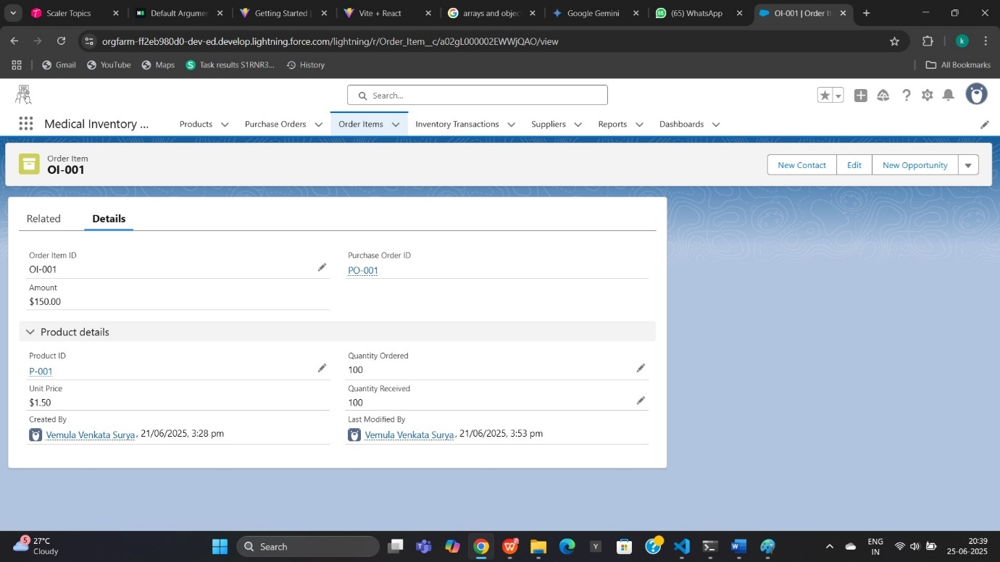 Scaler Topics
Default Argumen
Getting Started
Vite + React
arrays and objec
Google Gemini
(65) WhatsApp
OI-001 | Order It
orgfarm-ff2eb980d0-dev-ed.develop.lightning.force.com/lightning/r/Order_Item__c/a02gL000002EWWjQAO/view
k
Gmail
YouTube
Maps
Task results S1RNR3...
History
All Bookmarks
Search...
Medical Inventory ...
Products
Purchase Orders
Order Items
Inventory Transactions
Suppliers
Reports
Dashboards
Order Item
OI-001
New Contact
Edit
New Opportunity
Related
Details
Order Item ID
OI-001
Purchase Order ID
PO-001
Amount
$150.00
Product details
Product ID
P-001
Quantity Ordered
100
Unit Price
$1.50
Quantity Received
100
Created By
Vemula Venkata Surya, 21/06/2025, 3:28 pm
Last Modified By
Vemula Venkata Surya, 21/06/2025, 3:53 pm
5
27°C
Cloudy
Search
Y
ENG
IN
20:39
25-06-2025